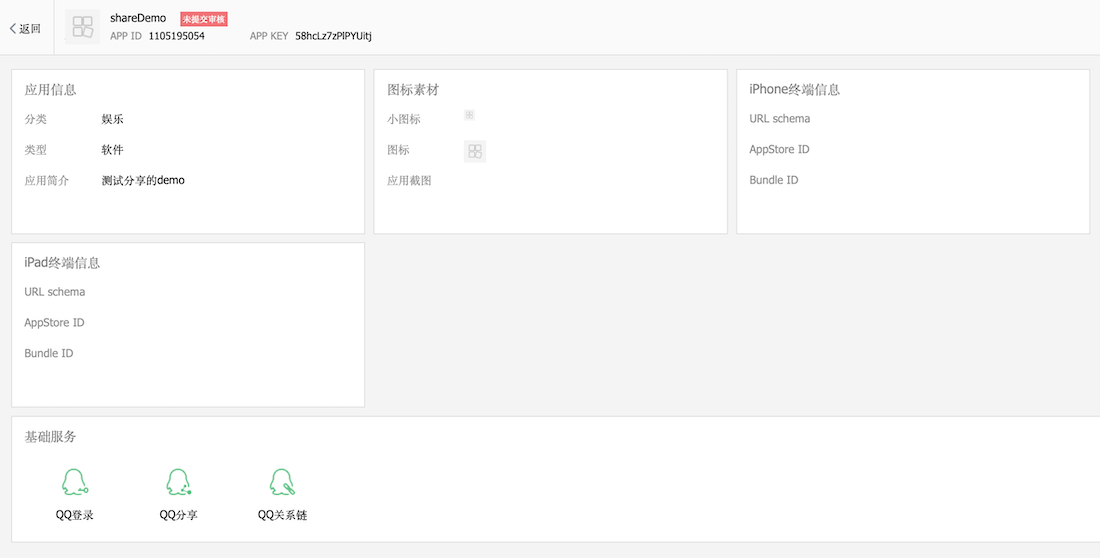 返回
shareDemo 未提交审核
APP ID 1105195054 APP KEY 58hcLz7zPlPYUitj
应用信息
分类 娱乐
类型 软件
应用简介 测试分享的demo
图标素材
小图标
图标
应用截图
iPhone终端信息
URL schema
AppStore ID
Bundle ID
iPad终端信息
URL schema
AppStore ID
Bundle ID
基础服务
QQ登录 QQ分享 QQ关系链